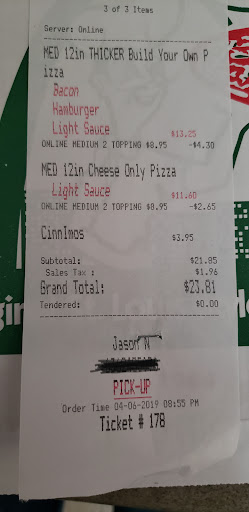 3 of 3 Items
Server: Online
MED 12in THICKER Build Your Own P
izza
Bacon
Hamburger
Light Sauce $13.25
ONLINE MEDIUM 2 TOPPING $8.95 -$4.30
MED 12in Cheese Only Pizza
Light Sauce $11.60
ONLINE MEDIUM 2 TOPPING $8.95 -$2.65
CinnImos $3.95
Subtotal: $21.85
Sales Tax : $1.96
Grand Total: $23.81
Tendered: $0.00
Jason N
PICK-UP
Order Time 04-06-2019 08:55 PM
Ticket # 178